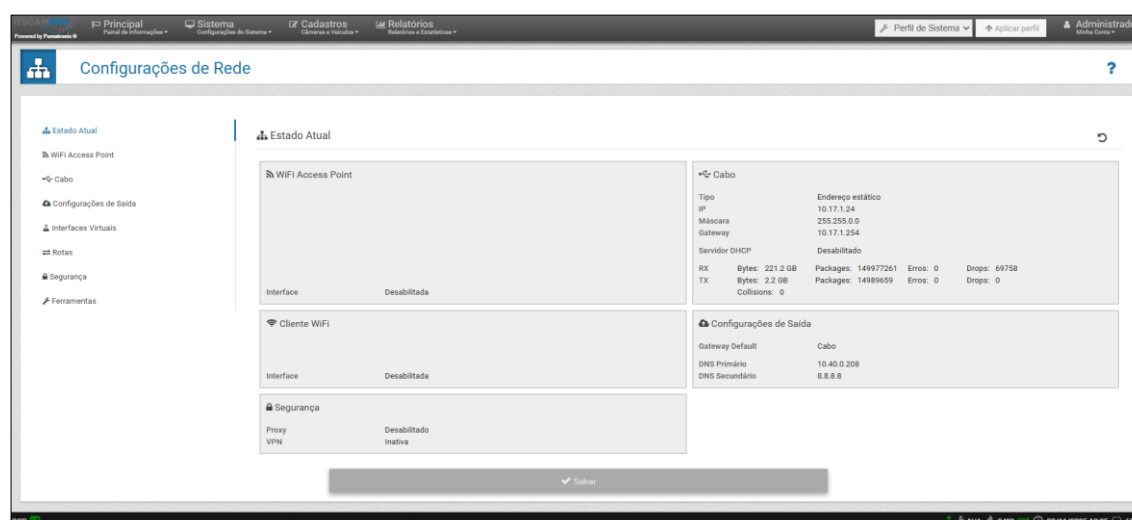 ITSCAMPRO
Powered by Pumatronix ®
Principal
Painel de Informações
Sistema
Configurações do Sistema
Cadastros
Câmeras e Veículos
Relatórios
Relatórios e Estatísticas
Perfil de Sistema
Aplicar perfil
Administrado
Minha Conta
Configurações de Rede
?
Estado Atual
WiFi Access Point
Cabo
Configurações de Saída
Interfaces Virtuais
Rotas
Segurança
Ferramentas
Estado Atual
WiFi Access Point
Interface Desabilitada
Cabo
Tipo Endereço estático
IP 10.17.1.24
Máscara 255.255.0.0
Gateway 10.17.1.254
Servidor DHCP Desabilitado
RX Bytes: 221.2 GB Packages: 149977261 Erros: 0 Drops: 69758
TX Bytes: 2.2 GB Packages: 14989659 Erros: 0 Drops: 0
Collisions: 0
Cliente WiFi
Interface Desabilitada
Configurações de Saída
Gateway Default Cabo
DNS Primário 10.40.0.208
DNS Secundário 8.8.8.8
Segurança
Proxy Desabilitado
VPN Inativa
Salvar